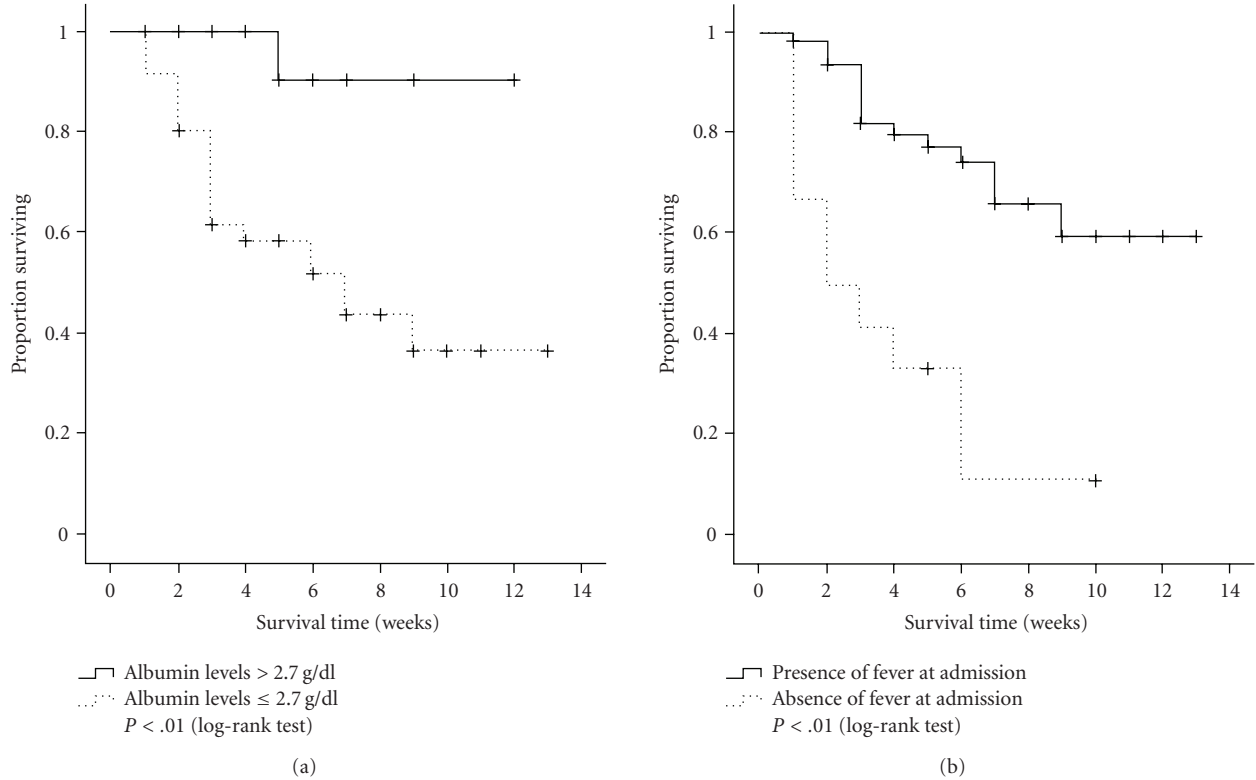 1
0.8
0.6
0.4
0.2
0
Proportion surviving
0 2 4 6 8 10 12 14
Survival time (weeks)
Albumin levels > 2.7 g/dl
Albumin levels ≤ 2.7 g/dl
P < .01 (log-rank test)
(a)
1
0.8
0.6
0.4
0.2
0
Proportion surviving
0 2 4 6 8 10 12 14
Survival time (weeks)
Presence of fever at admission
Absence of fever at admission
P < .01 (log-rank test)
(b)